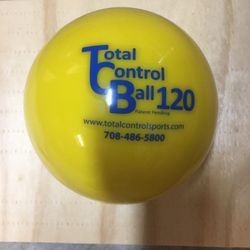 Total
Control
Ball 120
Patent Pending
www.totalcontrolsports.com
708-486-5800